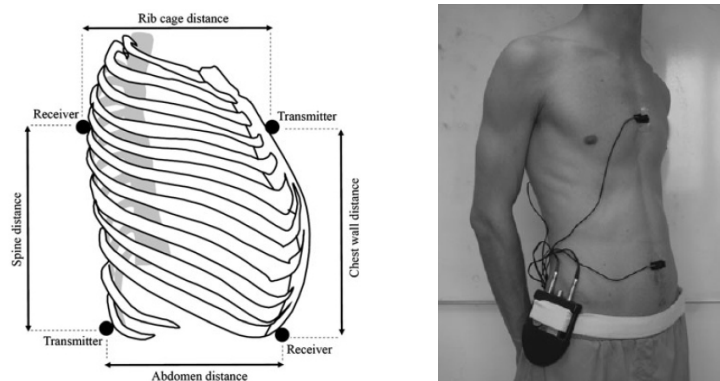 Rib cage distance
Receiver
Transmitter
Spine distance
Chest wall distance
Transmitter
Receiver
Abdomen distance